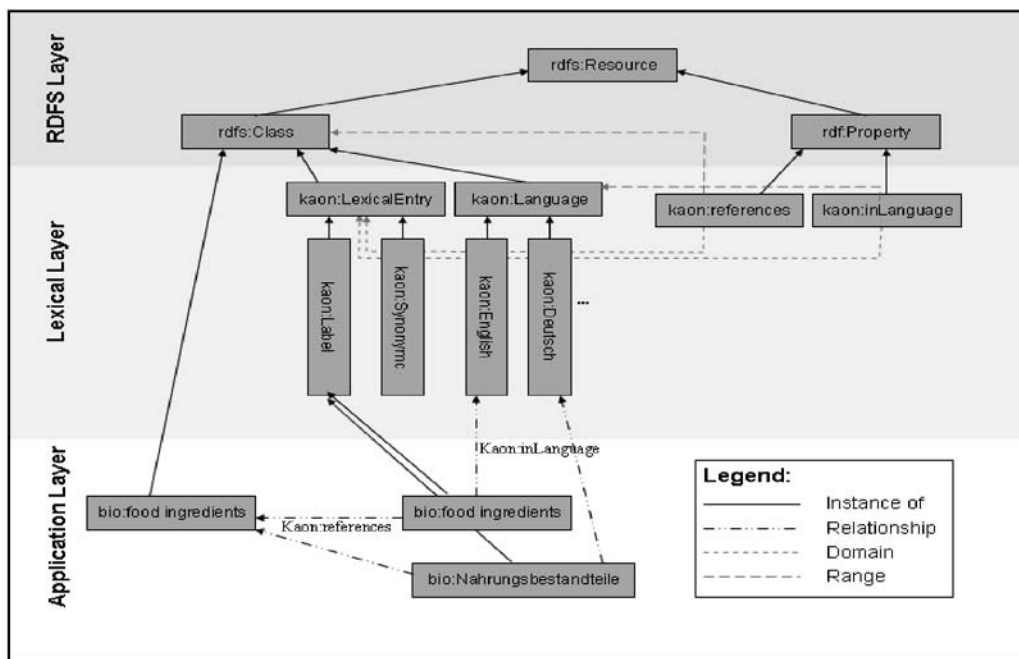 RDFS Layer
rdfs:Resource
rdfs:Class
rdf:Property
Lexical Layer
kaon:LexicalEntry
kaon:Language
kaon:references
kaon:inLanguage
kaon:Label
kaon:Synonymc
kaon:English
kaon:Deutsch
...
Application Layer
Kaon:inLanguage
bio:food ingredients
Kaon:references
bio:food ingredients
bio:Nahrungsbestandteile
Legend:
Instance of
Relationship
Domain
Range